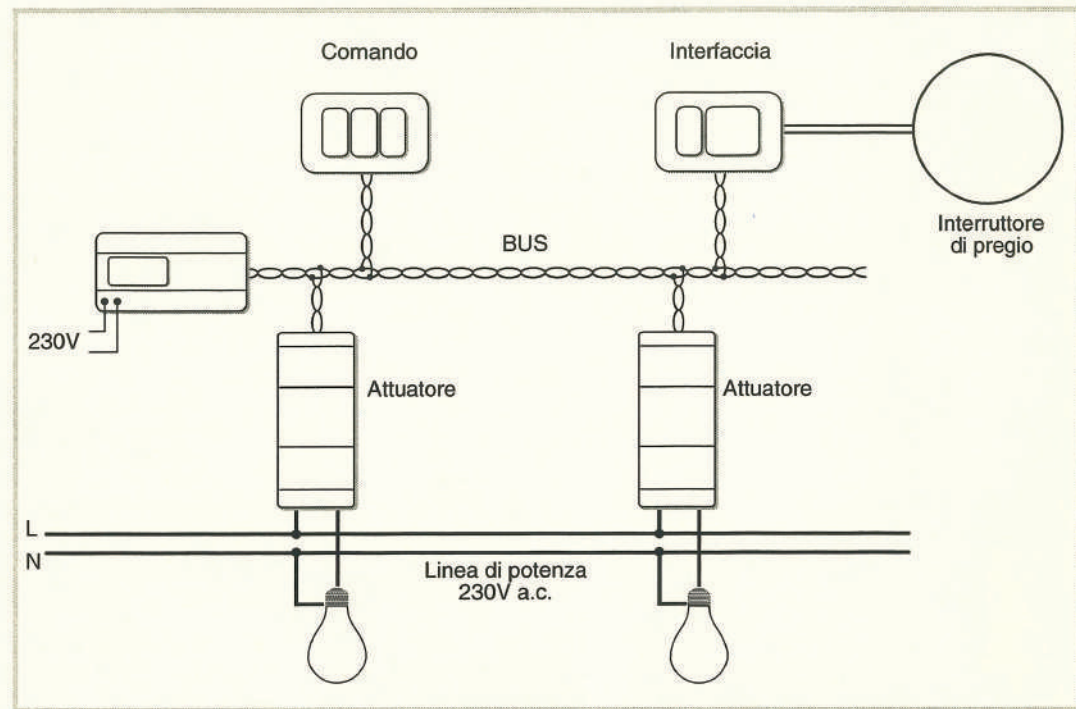 Comando
Interfaccia
Interruttore
di pregio
BUS
230V
Attuatore
Attuatore
L
N
Linea di potenza
230V a.c.